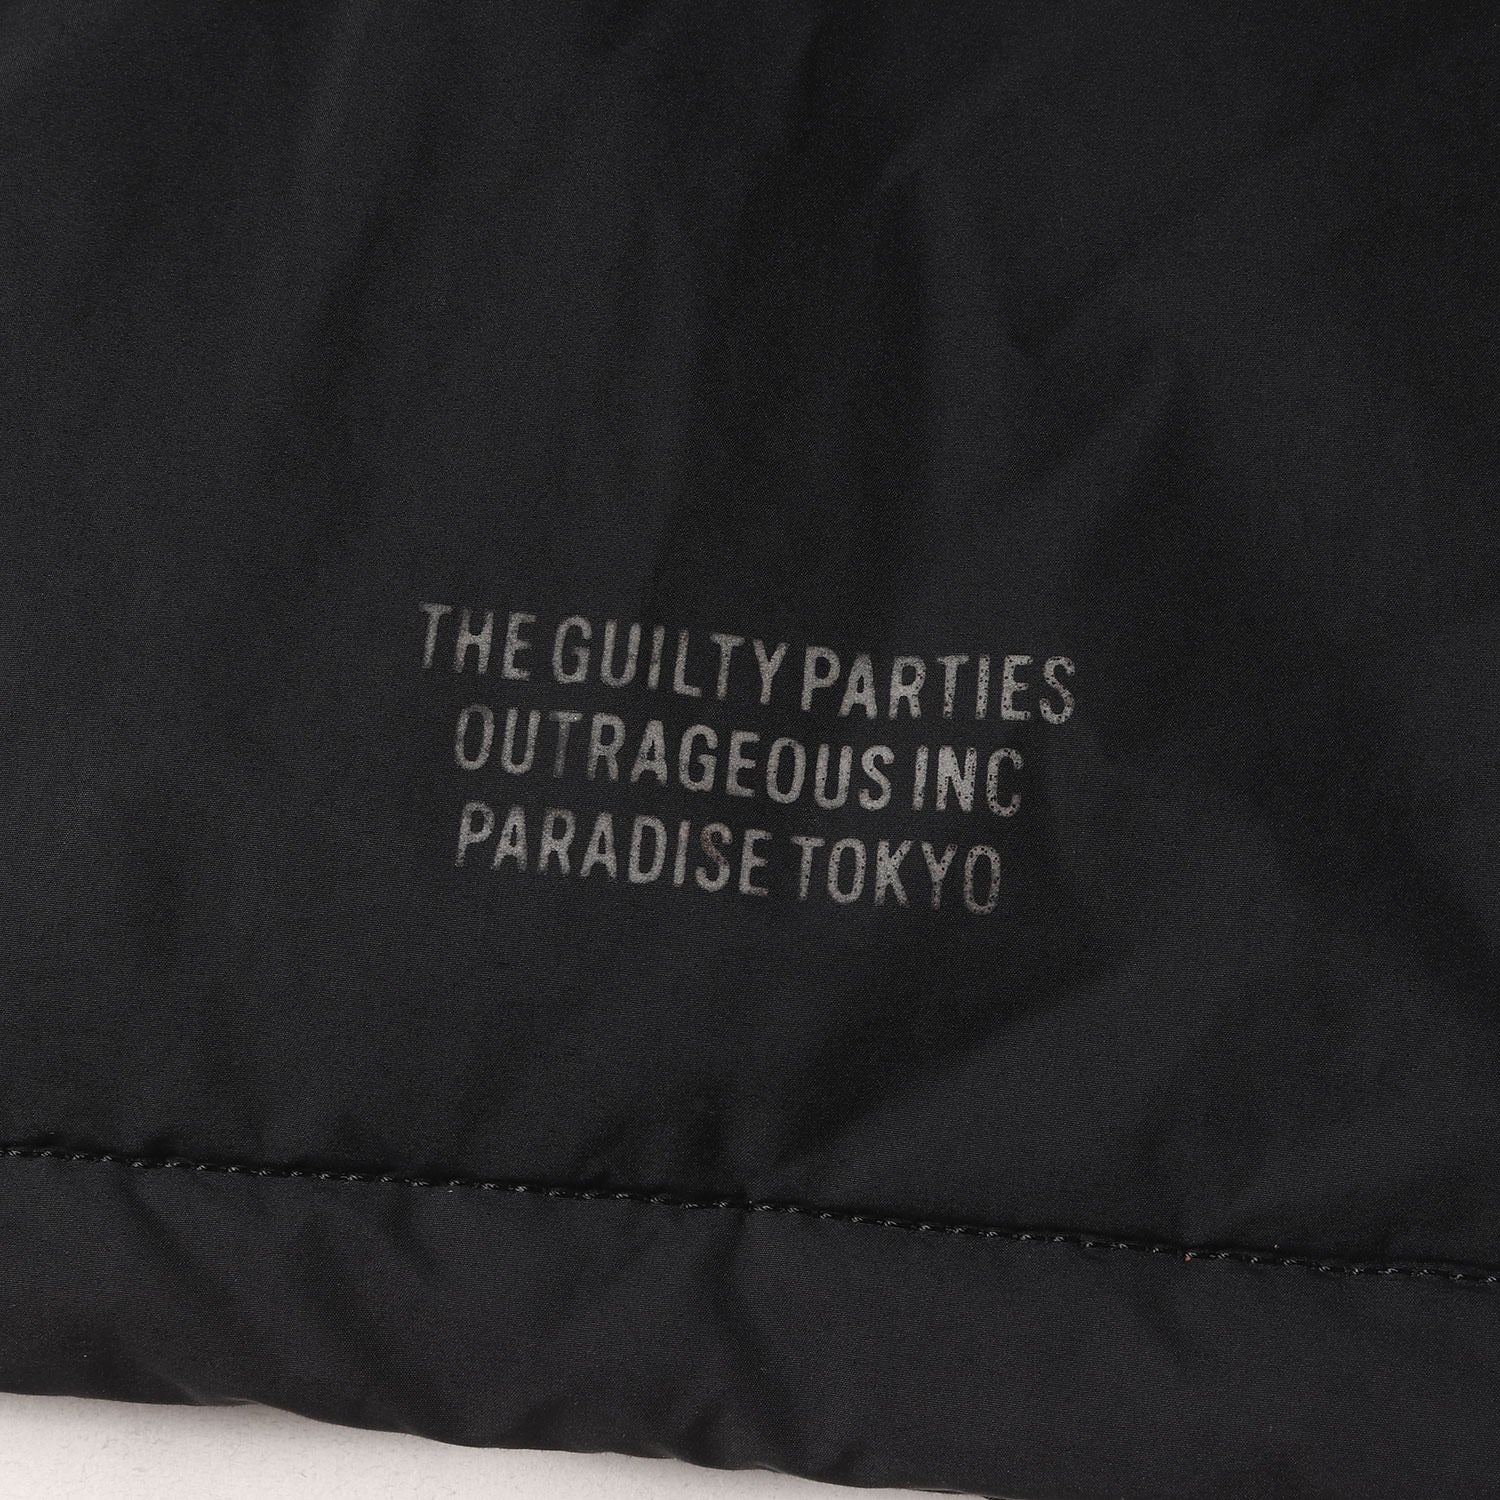 THE GUILTY PARTIES
OUTRAGEOUS INC
PARADISE TOKYO